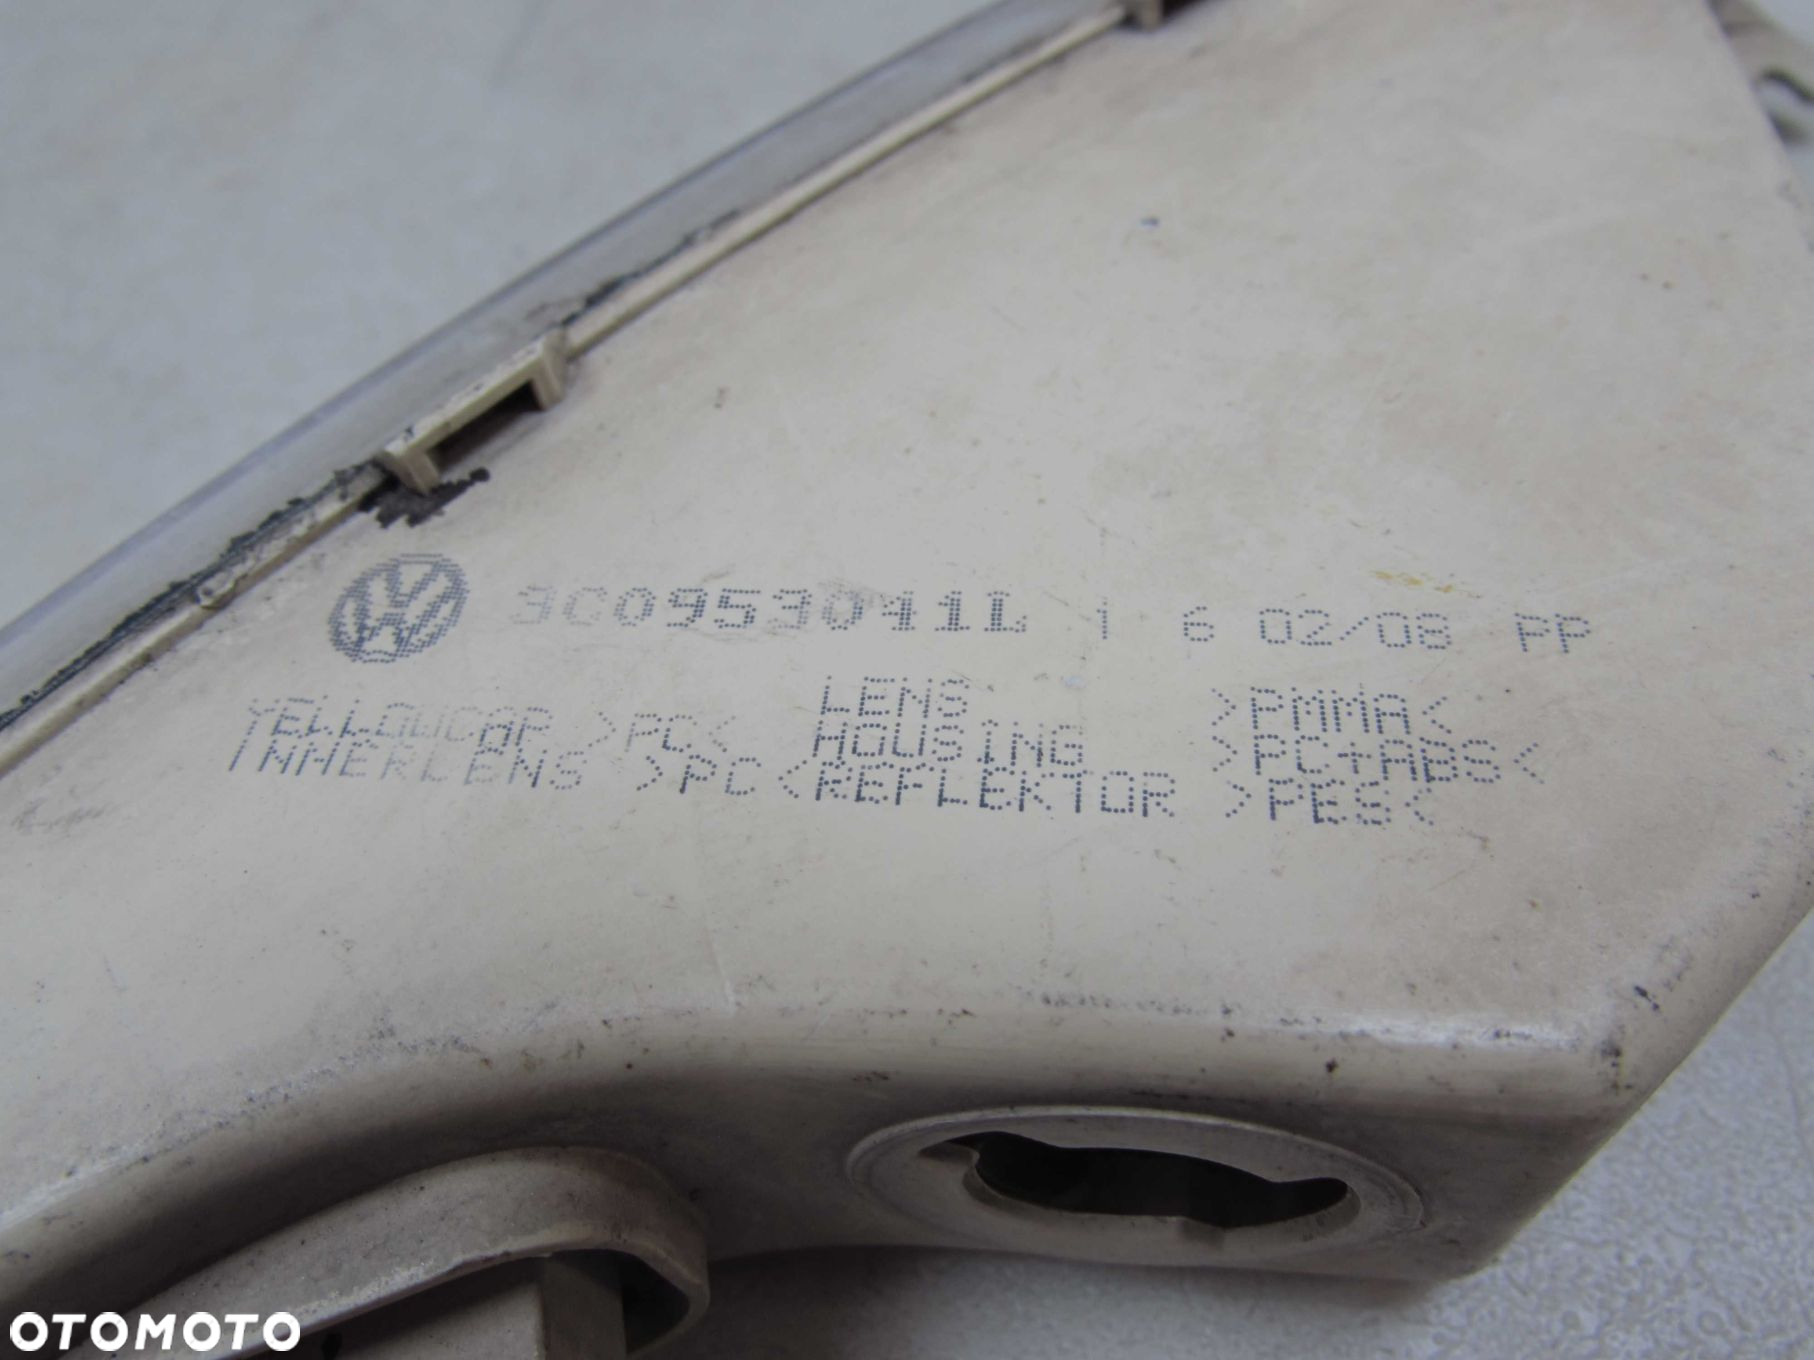 3C0953041L 1 6 02/08 PP
YELLOWCAP >PC< LENS >PMMA<
HOUSING >PC+ABS<
INNERLENS >PC< REFLEKTOR >PES<
OTOMOTO